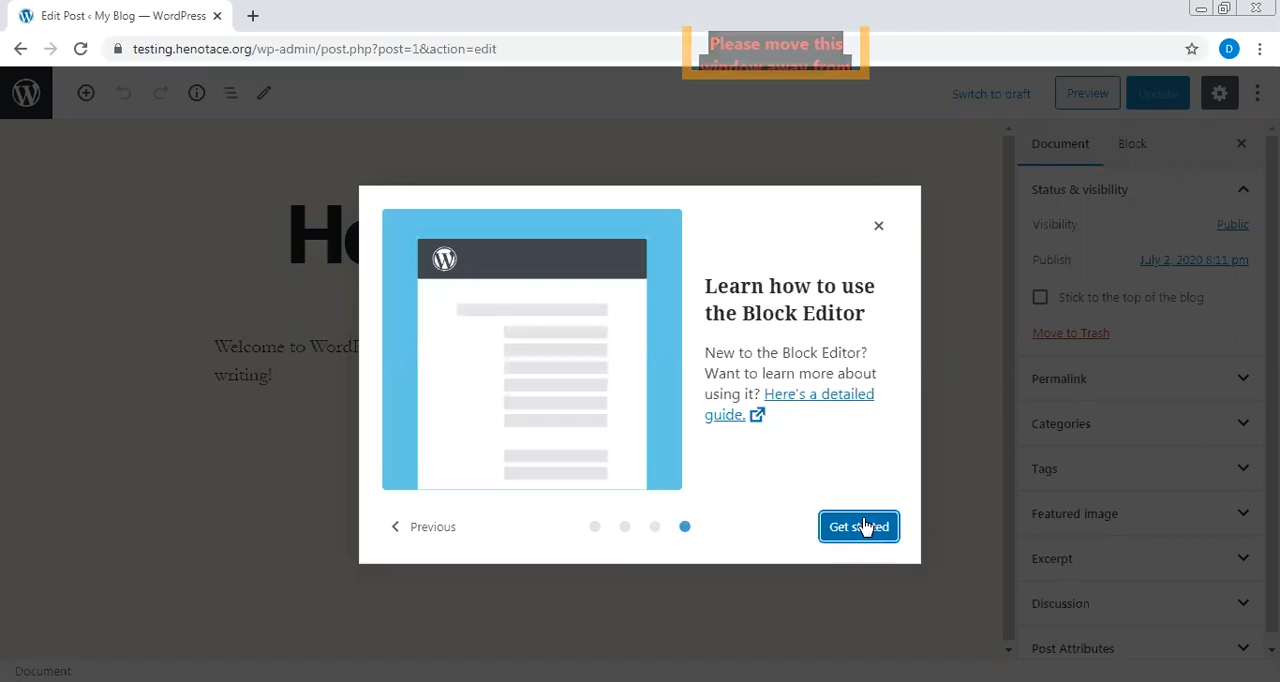 Edit Post ‹ My Blog — WordPress
testing.henotace.org/wp-admin/post.php?post=1&action=edit
Please move this
window away from
D
Switch to draft
Preview
Update
Document
Block
Status & visibility
Visibility
Public
Publish
July 2, 2020 8:11 pm
Stick to the top of the blog
Move to Trash
Permalink
Categories
Tags
Featured image
Excerpt
Discussion
Post Attributes
He
Welcome to WordP
writing!
Learn how to use
the Block Editor
New to the Block Editor?
Want to learn more about
using it? Here's a detailed
guide.
Previous
Get started
Document